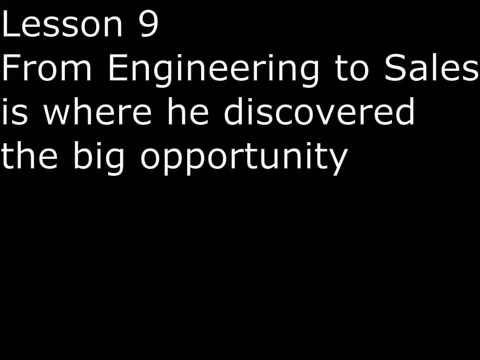 Lesson 9
From Engineering to Sales
is where he discovered
the big opportunity